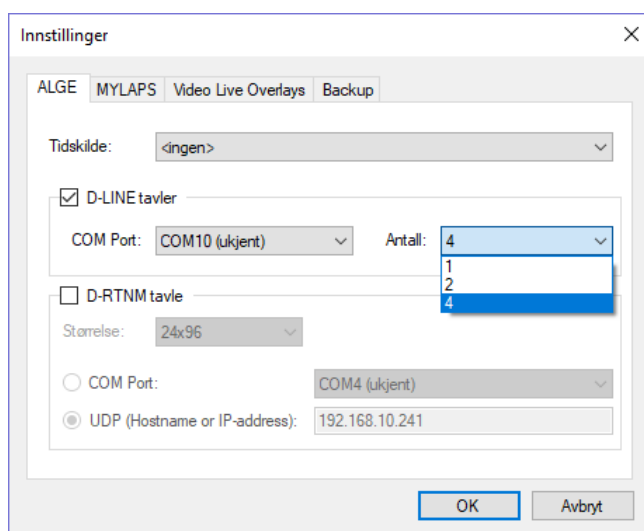 Innstillinger
ALGE MYLAPS Video Live Overlays Backup
Tidskilde: <ingen>
D-LINE tavler
COM Port: COM10 (ukjent) Antall: 4
1
2
4
D-RTNM tavle
Størrelse: 24x96
COM Port: COM4 (ukjent)
UDP (Hostname or IP-address): 192.168.10.241
OK Avbryt